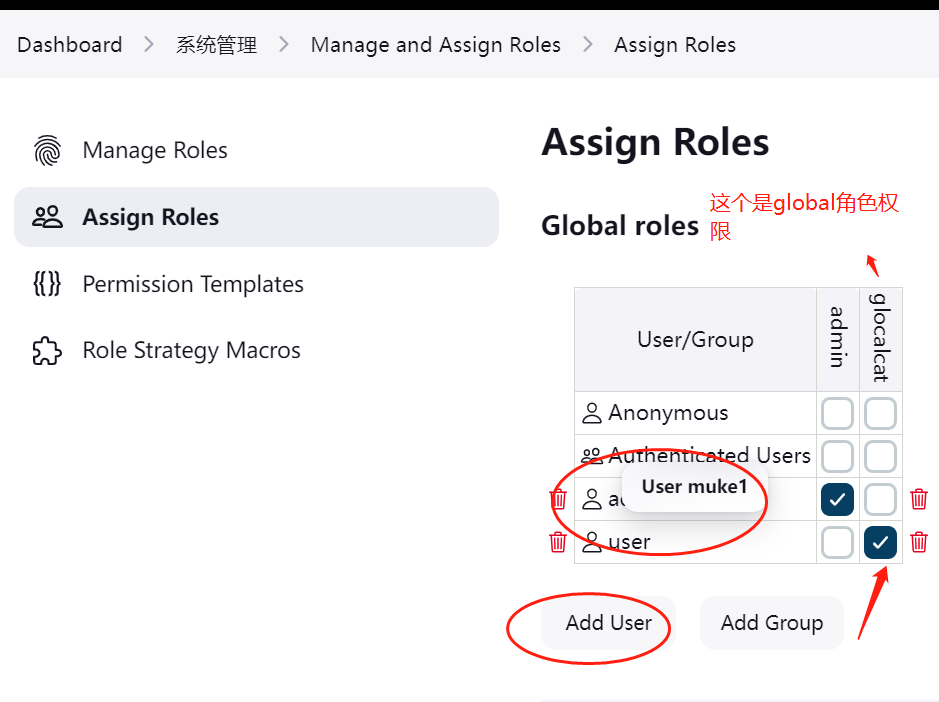 Dashboard > 系统管理 > Manage and Assign Roles > Assign Roles
Manage Roles
Assign Roles
Permission Templates
Role Strategy Macros
Assign Roles
Global roles
这个是global角色权
限
User/Group
admin
glocalcat
Anonymous
Authenticated Users
User muke1
user
Add User
Add Group